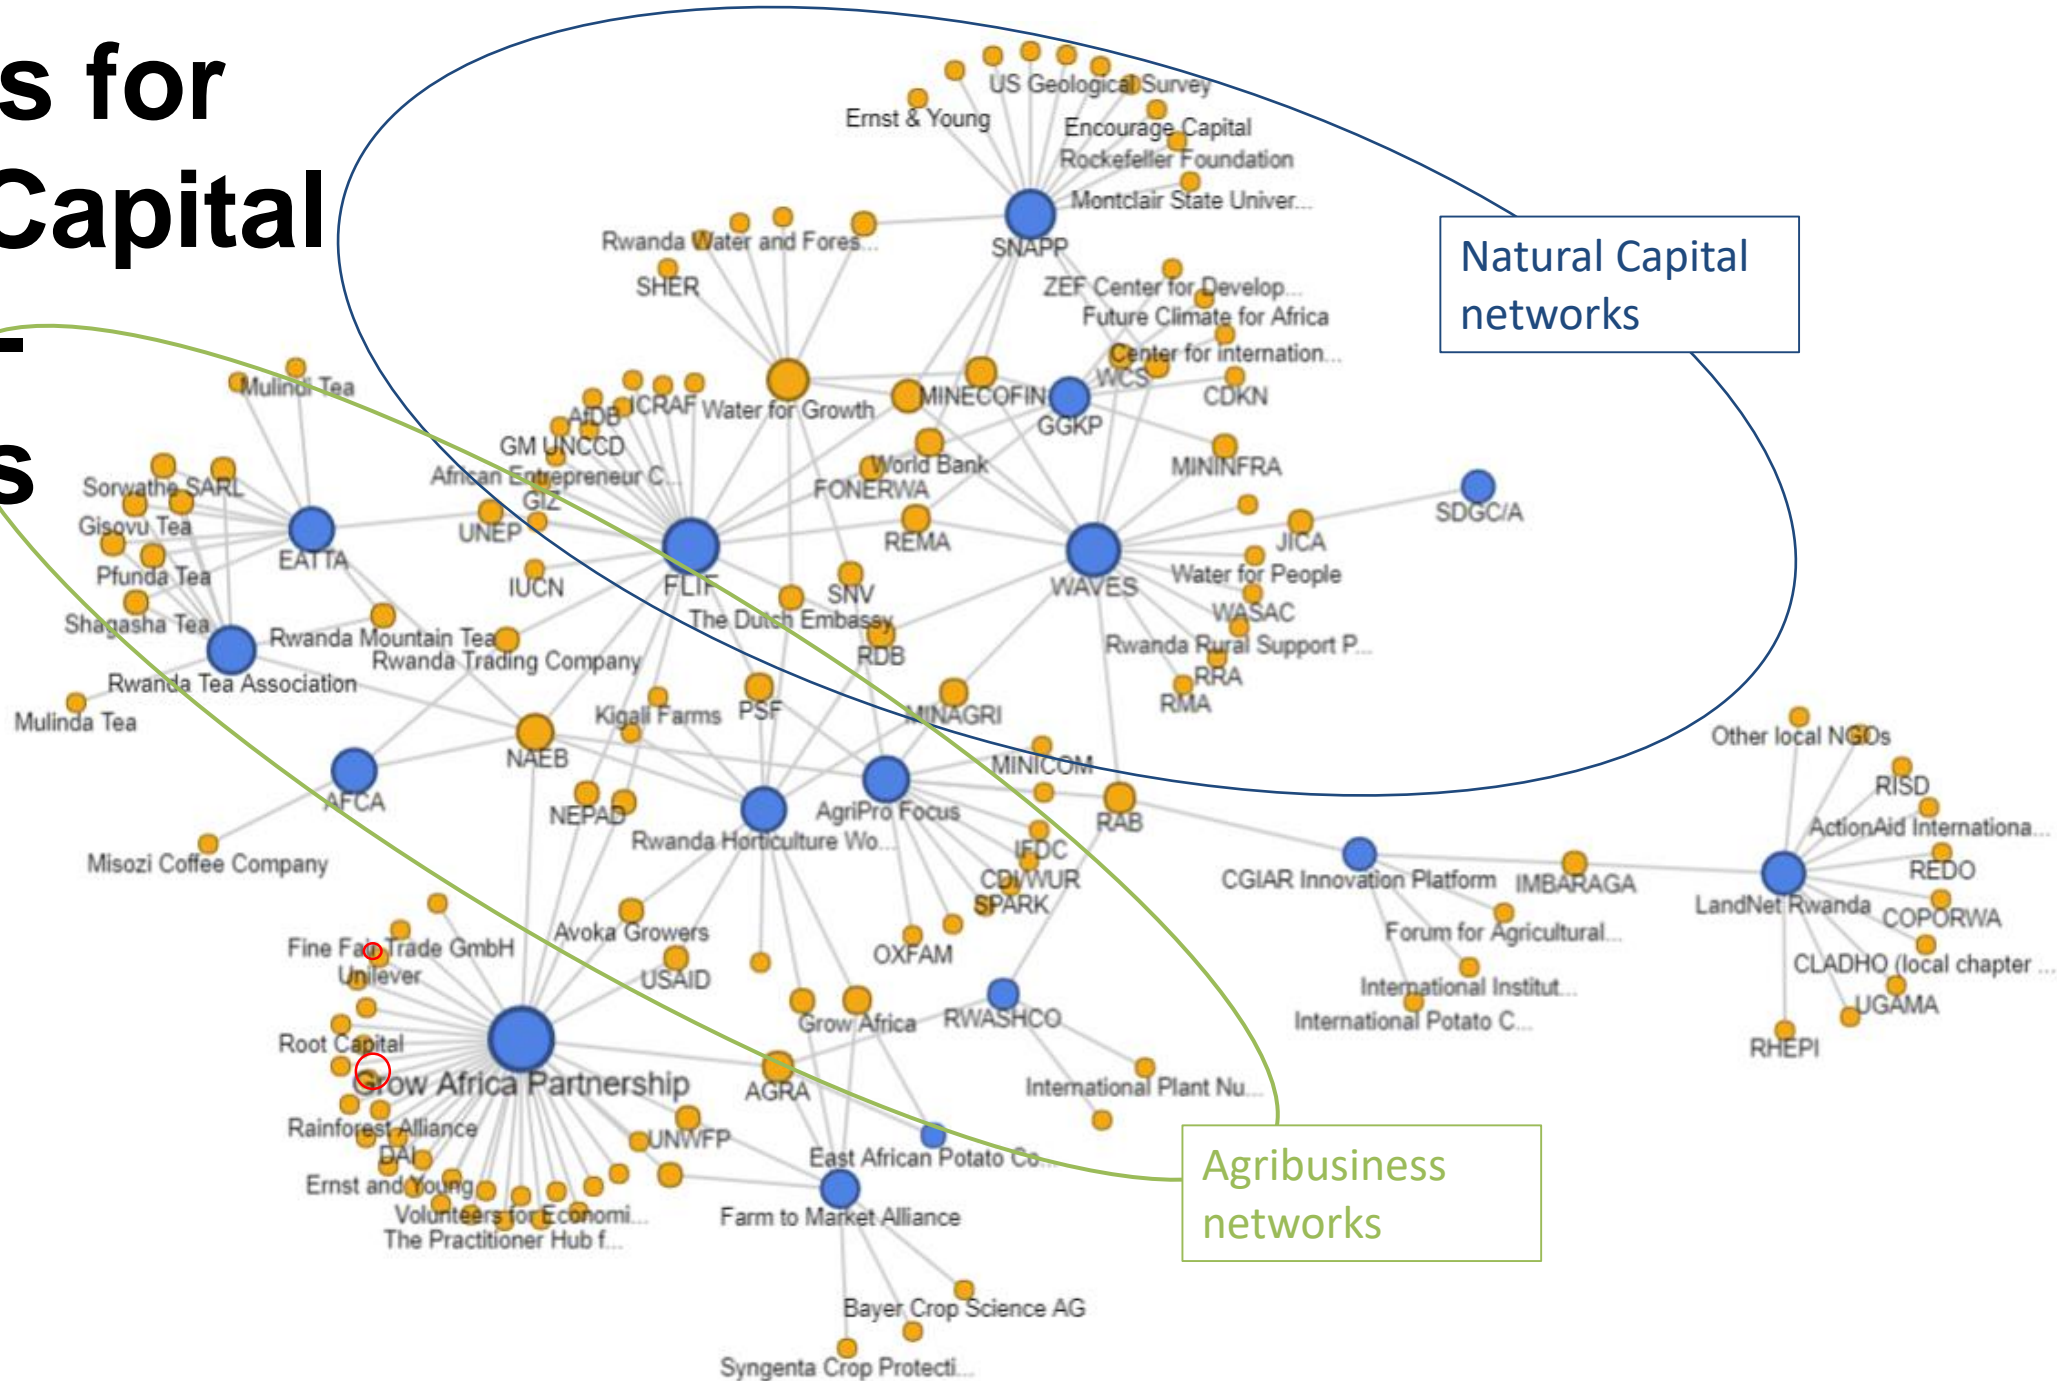 s for
Capital
-
s
US Geological Survey
Ernst & Young
Encourage Capital
Rockefeller Foundation
Montclair State Univer...
SNAPP
Rwanda Water and Fores...
SHER
ZEF Center for Develop...
Future Climate for Africa
Center for internation...
WCS
CDKN
Natural Capital
networks
Mulindi Tea
ICRAF
AfDB
Water for Growth
MINECOFIN
GGKP
GM UNCCD
African Entrepreneur C...
GIZ
World Bank
FONERWA
MININFRA
Sorwathe SARL
Gisovu Tea
EATTA
UNEP
REMA
SDGC/A
JICA
Pfunda Tea
IUCN
FLIF
SNV
WAVES
Water for People
WASAC
Shagasha Tea
Rwanda Mountain Tea
The Dutch Embassy
Rwanda Trading Company
RDB
Rwanda Rural Support P...
RRA
RMA
Rwanda Tea Association
Mulinda Tea
Kigali Farms
PSF
MINAGRI
NAEB
MINICOM
Other local NGOs
AFCA
NEPAD
AgriPro Focus
RAB
RISD
Rwanda Horticulture Wo...
IFDC
ActionAid Internationa...
Misozi Coffee Company
CDI/WUR
CGIAR Innovation Platform
IMBARAGA
REDO
SPARK
LandNet Rwanda
COPORWA
Avoka Growers
Fine Fair Trade GmbH
OXFAM
Forum for Agricultural...
CLADHO (local chapter ...
Unilever
USAID
International Institut...
UGAMA
Grow Africa
RWASHCO
International Potato C...
RHEPI
Root Capital
Grow Africa Partnership
AGRA
International Plant Nu...
Rainforest Alliance
UNWFP
DAI
East African Potato Co...
Ernst and Young
Agribusiness
networks
Volunteers for Economi...
The Practitioner Hub f...
Farm to Market Alliance
Bayer Crop Science AG
Syngenta Crop Protecti...